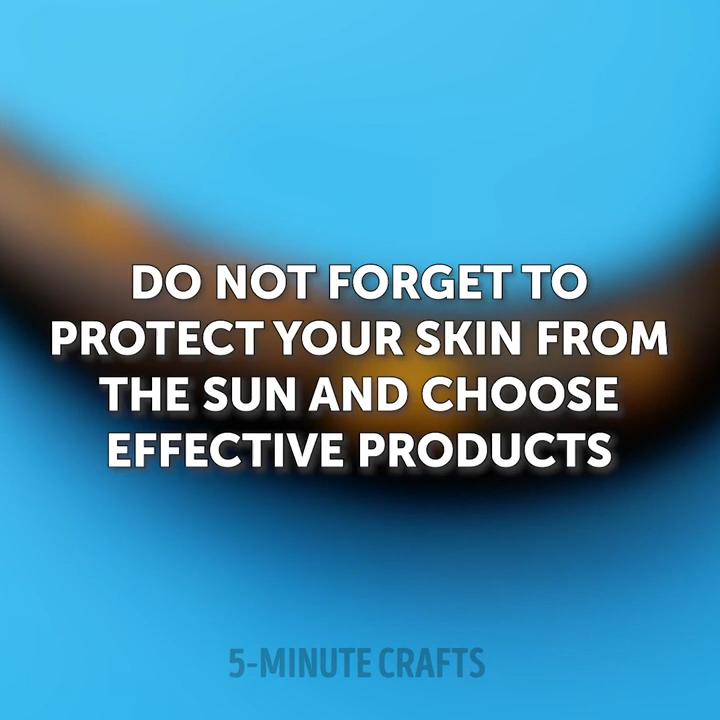 DO NOT FORGET TO
PROTECT YOUR SKIN FROM
THE SUN AND CHOOSE
EFFECTIVE PRODUCTS
5-MINUTE CRAFTS